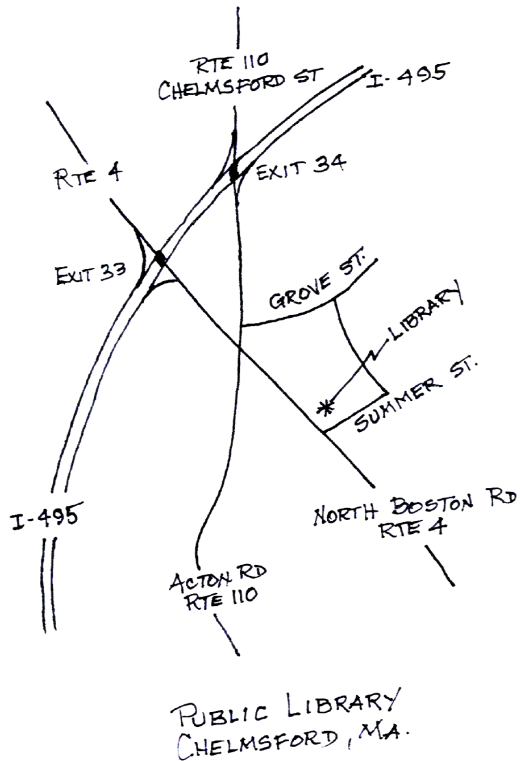 RTE 110
CHELMSFORD ST
I-495
RTE 4
EXIT 34
EXIT 33
GROVE ST.
LIBRARY
SUMMER ST.
I-495
NORTH BOSTON RD
RTE 4
ACTON RD
RTE 110
PUBLIC LIBRARY
CHELMSFORD, MA.